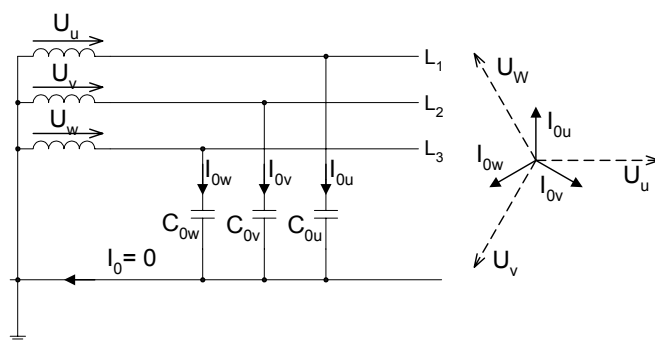 U_u
L_1
U_v
L_2
U_w
L_3
I_0w I_0v I_0u
C_0w C_0v C_0u
I_0 = 0
U_W
I_0u
I_0w
I_0v
U_u
U_v